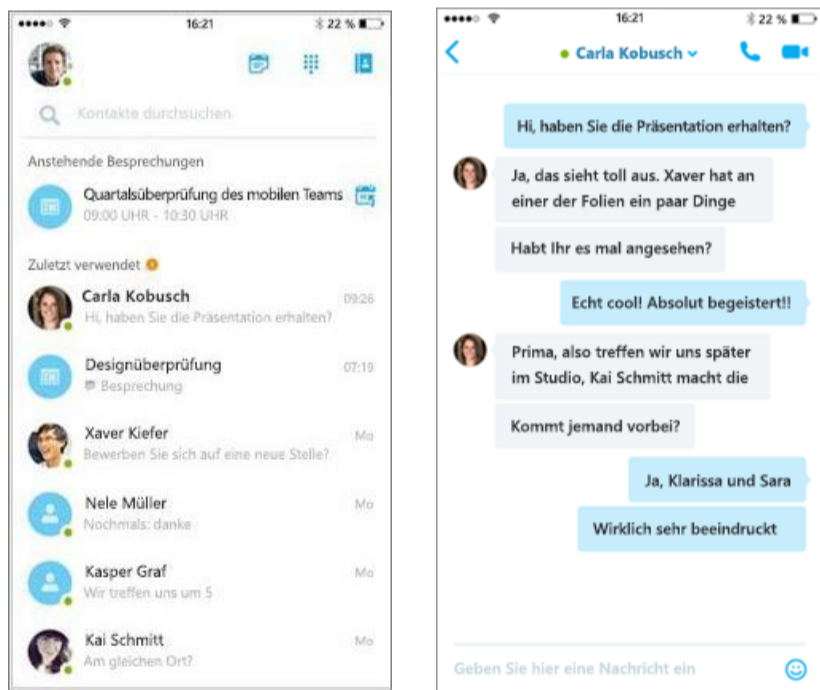 16:21
22 %
Kontakte durchsuchen
Anstehende Besprechungen
Quartalsüberprüfung des mobilen Teams
09:00 UHR - 10:30 UHR
Zuletzt verwendet
Carla Kobusch
09:26
Hi, haben Sie die Präsentation erhalten?
Designüberprüfung
07:19
Besprechung
Xaver Kiefer
Mo
Bewerben Sie sich auf eine neue Stelle?
Nele Müller
Mo
Nochmals: danke
Kasper Graf
Mo
Wir treffen uns um 5
Kai Schmitt
Mo
Am gleichen Ort?
16:21
22 %
Carla Kobusch
Hi, haben Sie die Präsentation erhalten?
Ja, das sieht toll aus. Xaver hat an
einer der Folien ein paar Dinge
Habt Ihr es mal angesehen?
Echt cool! Absolut begeistert!!
Prima, also treffen wir uns später
im Studio, Kai Schmitt macht die
Kommt jemand vorbei?
Ja, Klarissa und Sara
Wirklich sehr beeindruckt
Geben Sie hier eine Nachricht ein